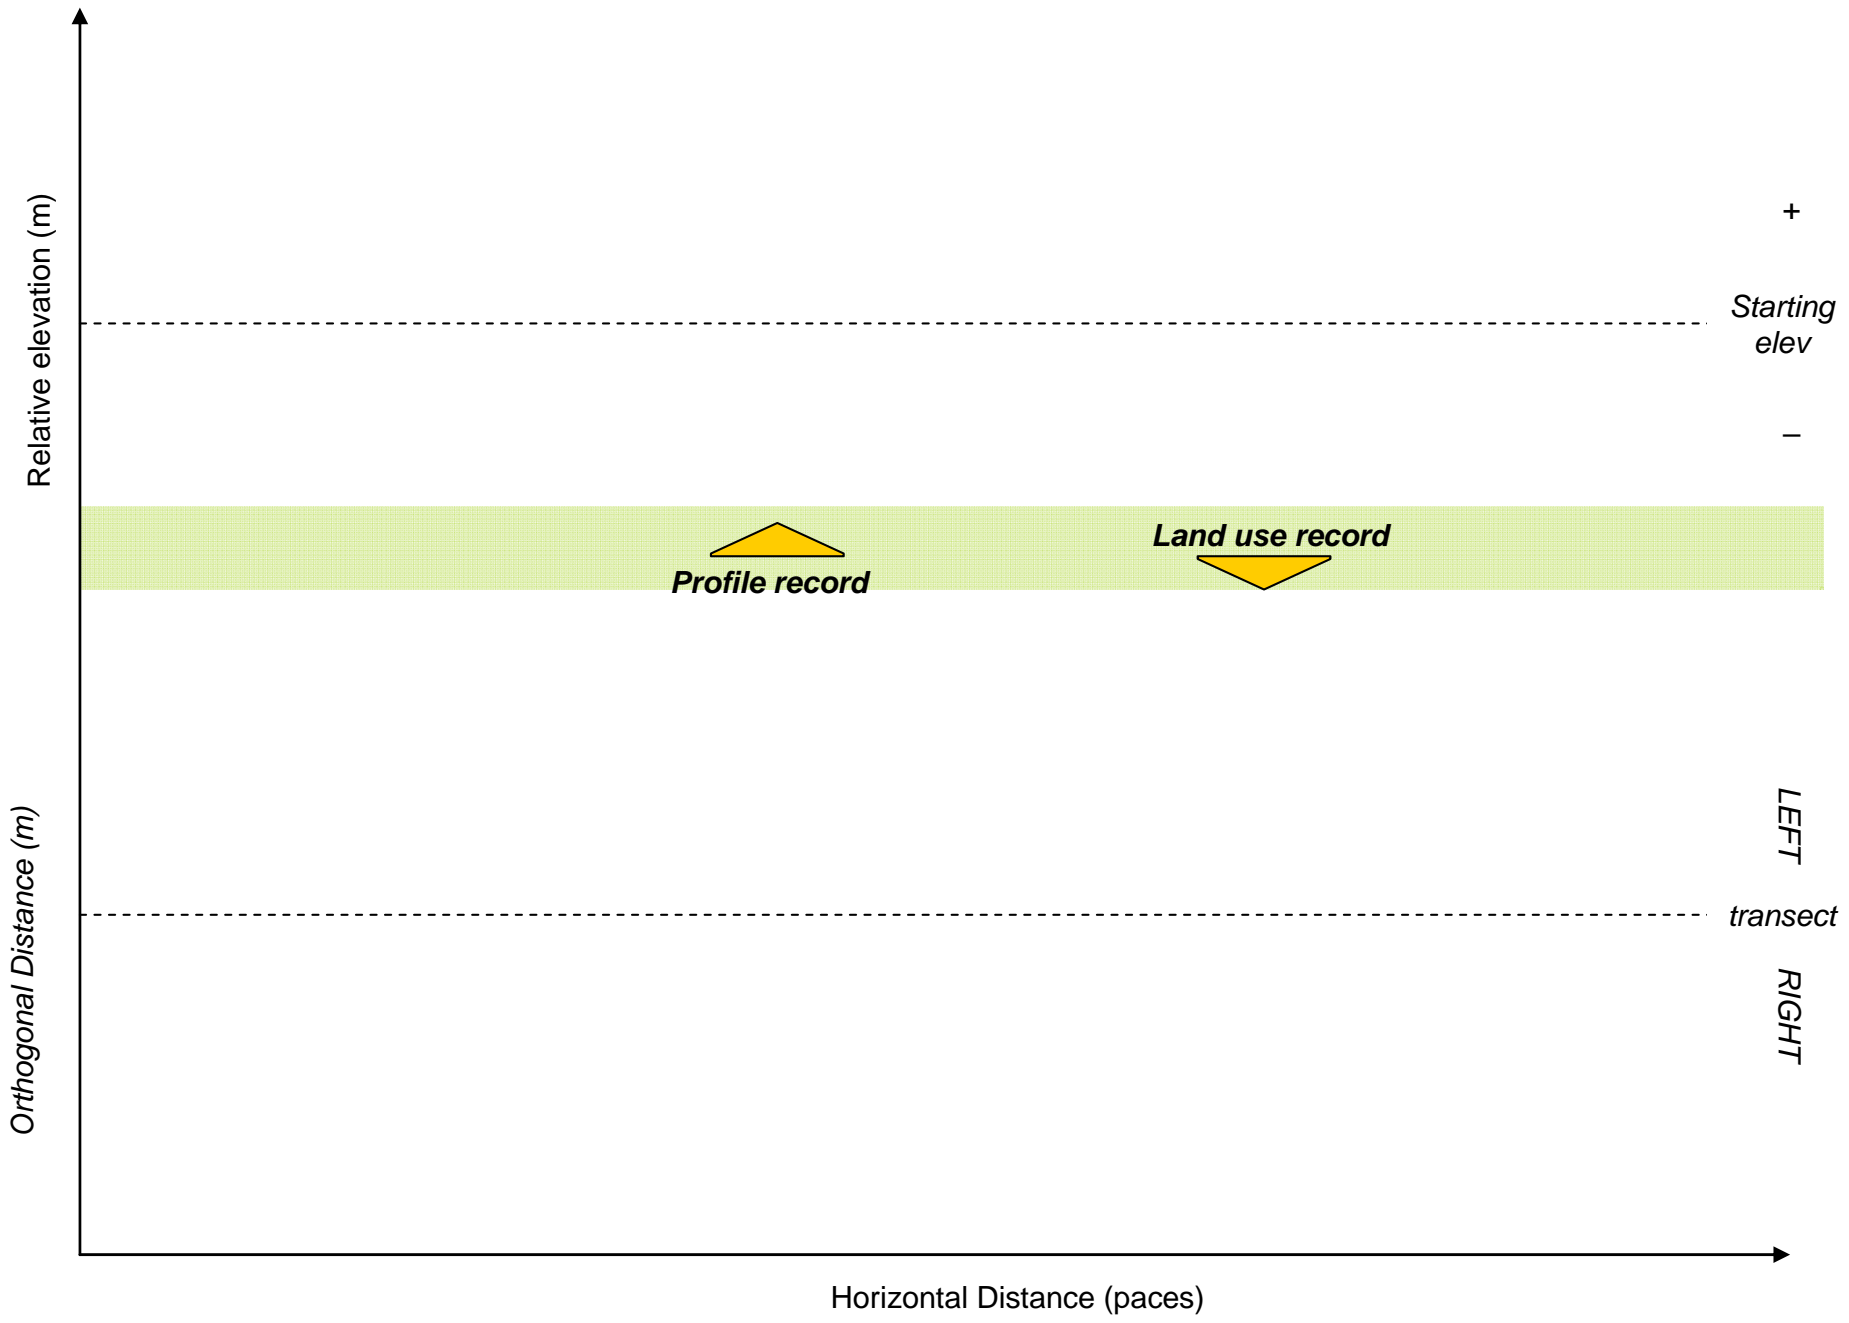 Relative elevation (m)
+
Starting
elev
–
Land use record
Profile record
Orthogonal Distance (m)
LEFT
transect
RIGHT
Horizontal Distance (paces)